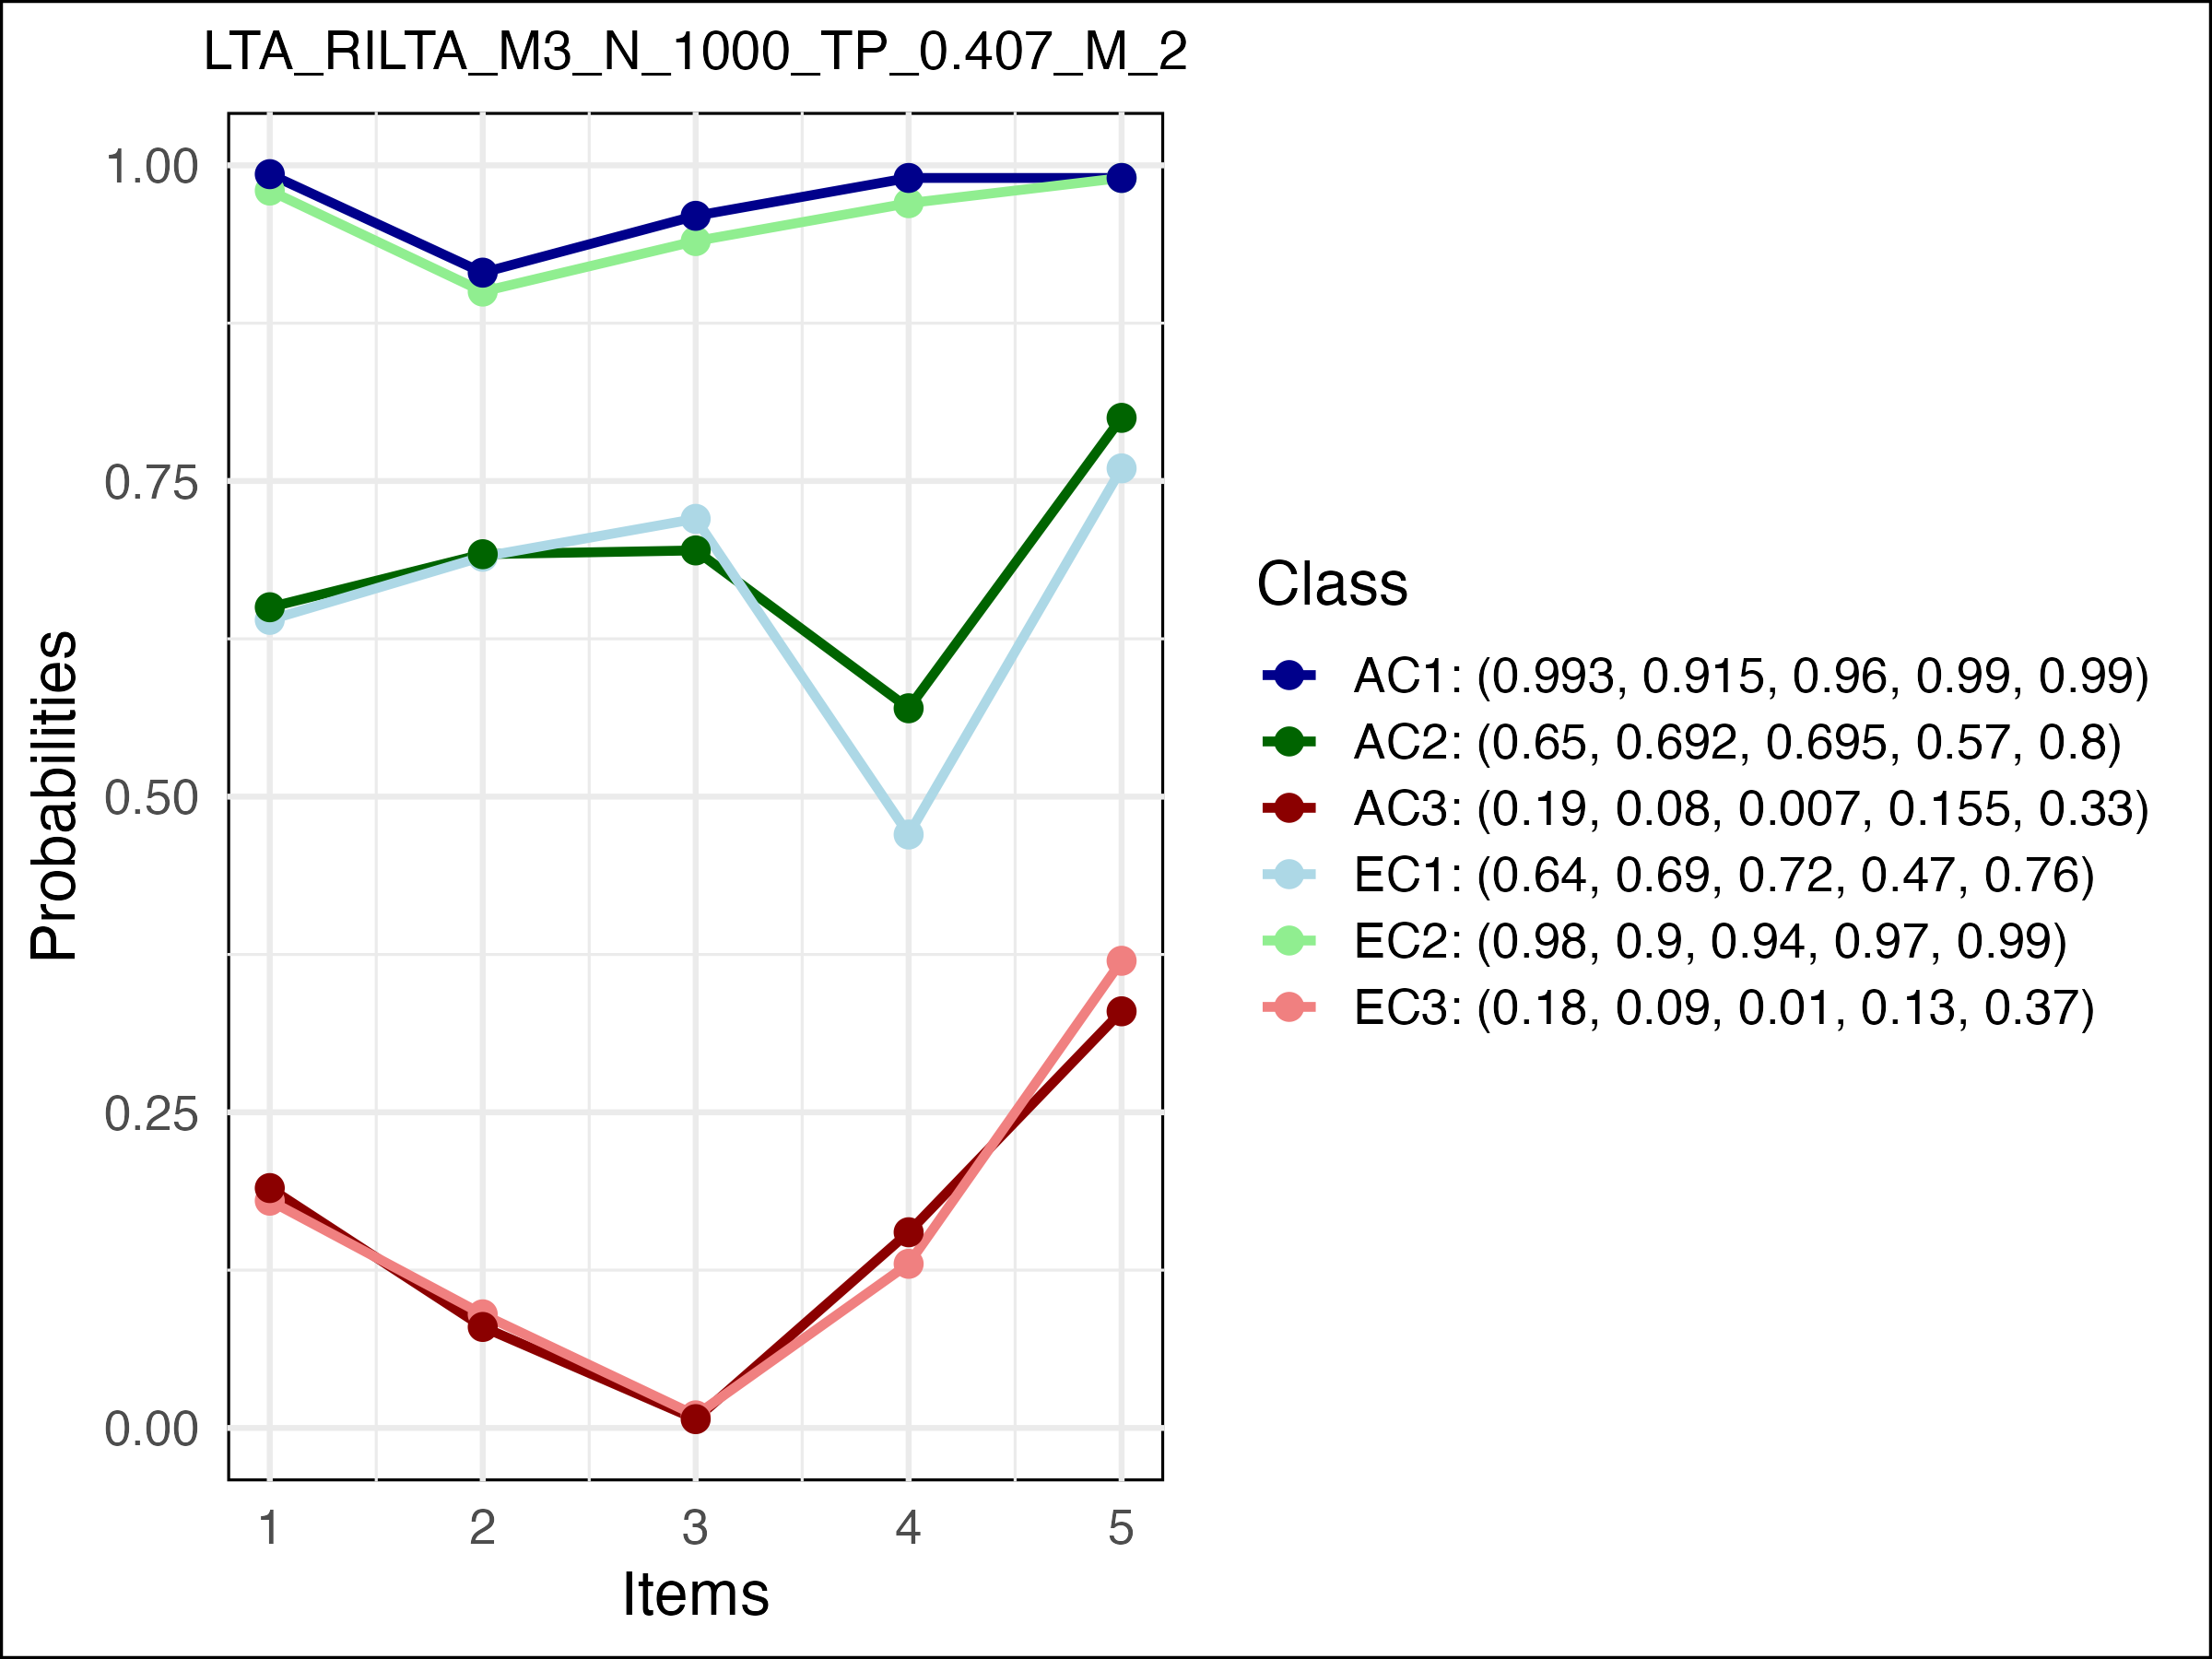 LTA_RILTA_M3_N_1000_TP_0.407_M_2
1.00
0.75
0.50
0.25
0.00
Probabilities
1 2 3 4 5
Items
Class
AC1: (0.993, 0.915, 0.96, 0.99, 0.99)
AC2: (0.65, 0.692, 0.695, 0.57, 0.8)
AC3: (0.19, 0.08, 0.007, 0.155, 0.33)
EC1: (0.64, 0.69, 0.72, 0.47, 0.76)
EC2: (0.98, 0.9, 0.94, 0.97, 0.99)
EC3: (0.18, 0.09, 0.01, 0.13, 0.37)